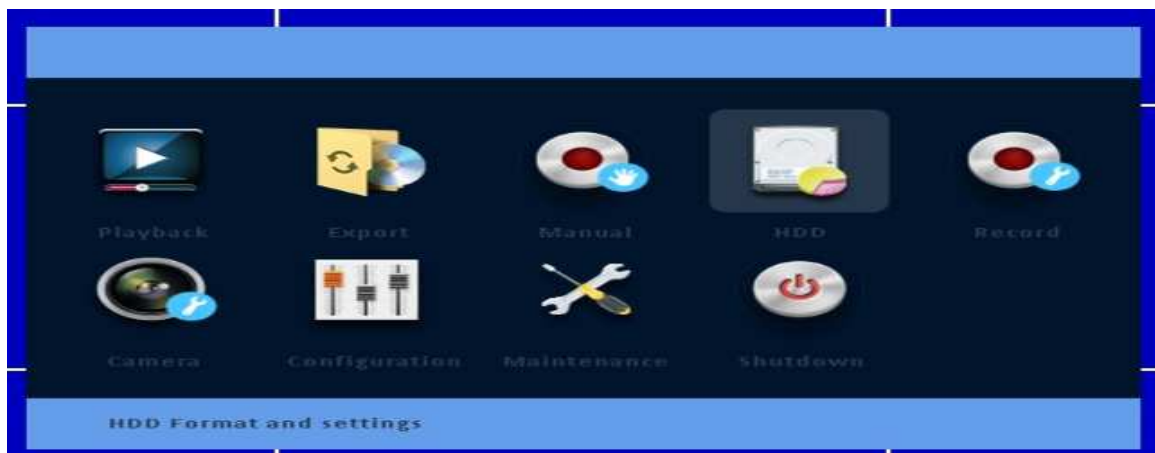 Playback Export Manual HDD Record
Camera Configuration Maintenance Shutdown
HDD Format and settings